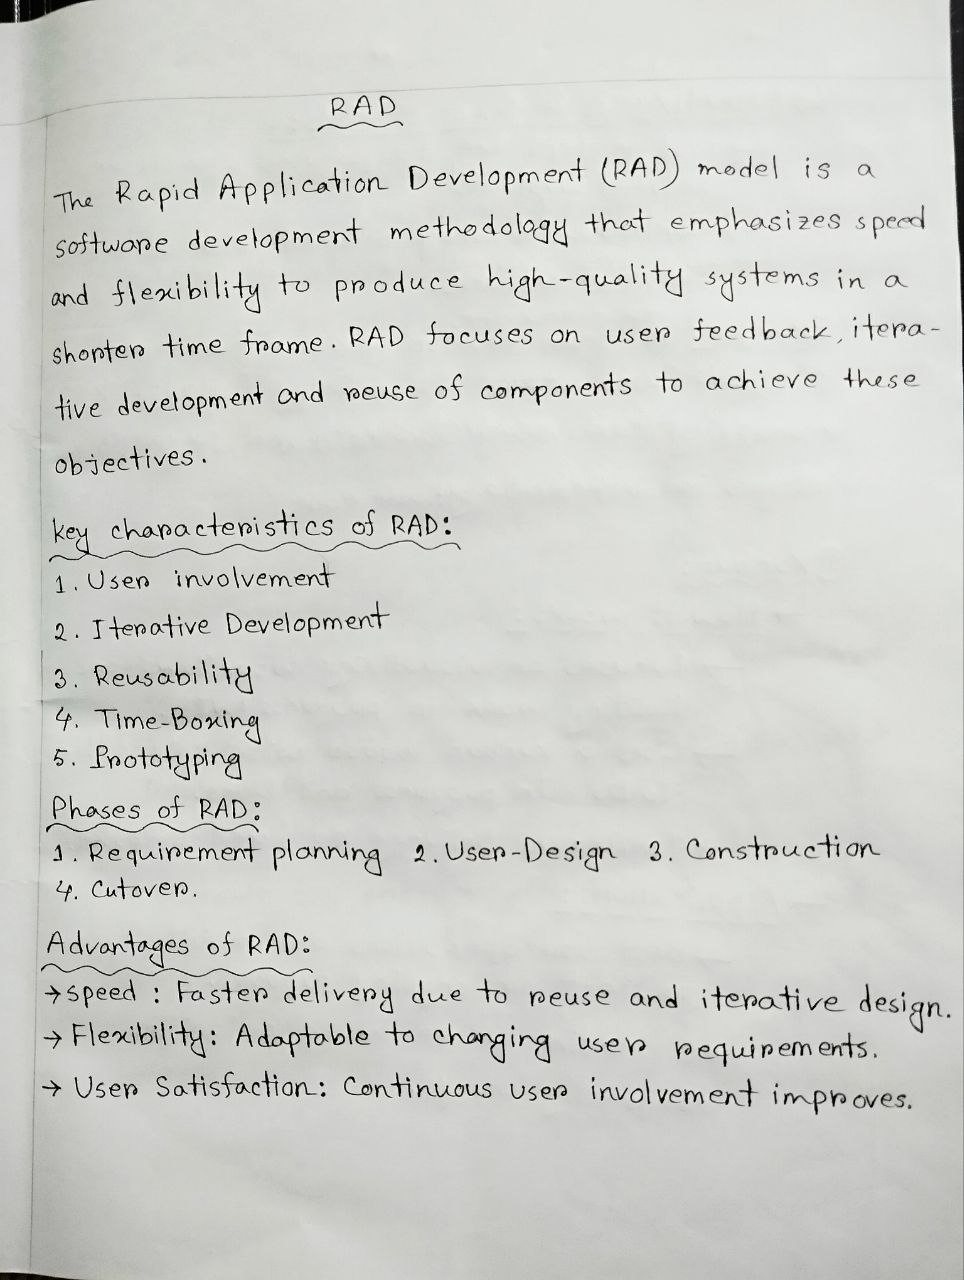 RAD
The Rapid Application Development (RAD) model is a
software development methodology that emphasizes speed
and flexibility to produce high-quality systems in a
shorter time frame. RAD focuses on user feedback, itera-
tive development and reuse of components to achieve these
objectives.
key characteristics of RAD:
1. User involvement
2. Iterative Development
3. Reusability
4. Time-Boxing
5. Prototyping
Phases of RAD:
1. Requirement planning 2. User-Design 3. Construction
4. Cutover.
Advantages of RAD:
→ speed : Faster delivery due to reuse and iterative design.
→ Flexibility: Adaptable to changing user requirements.
→ User Satisfaction: Continuous user involvement improves.